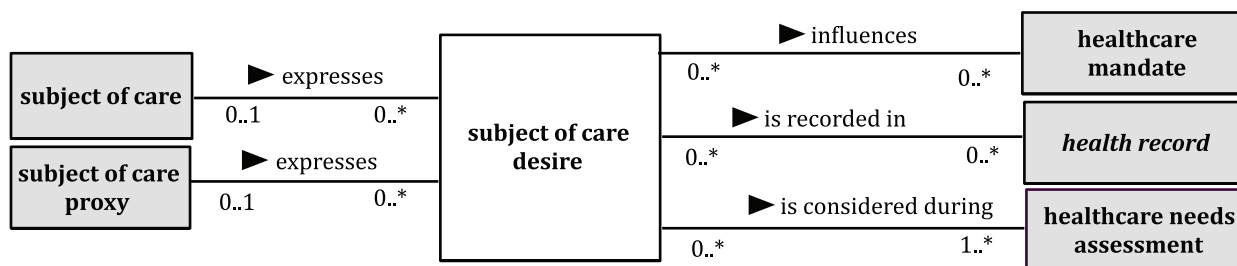 subject of care
► expresses
0..1
0..*
subject of care
proxy
► expresses
0..1
0..*
subject of care
desire
► influences
0..*
0..*
healthcare
mandate
► is recorded in
0..*
0..*
health record
► is considered during
0..*
1..*
healthcare needs
assessment